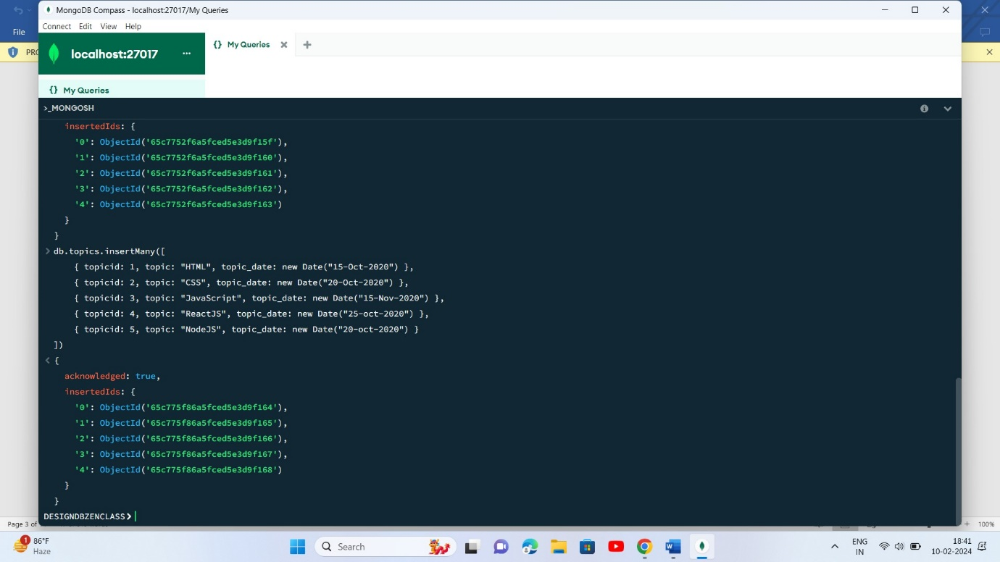 MongoDB Compass - localhost:27017/My Queries
Connect Edit View Help
File
PRO
localhost:27017 ...
{} My Queries
{} My Queries
>_MONGOSH
insertedIds: {
'0': ObjectId('65c7752f6a5fced5e3d9f15f'),
'1': ObjectId('65c7752f6a5fced5e3d9f160'),
'2': ObjectId('65c7752f6a5fced5e3d9f161'),
'3': ObjectId('65c7752f6a5fced5e3d9f162'),
'4': ObjectId('65c7752f6a5fced5e3d9f163')
}
}
> db.topics.insertMany([
{ topicid: 1, topic: "HTML", topic_date: new Date("15-Oct-2020") },
{ topicid: 2, topic: "CSS", topic_date: new Date("20-Oct-2020") },
{ topicid: 3, topic: "JavaScript", topic_date: new Date("15-Nov-2020") },
{ topicid: 4, topic: "ReactJS", topic_date: new Date("25-oct-2020") },
{ topicid: 5, topic: "NodeJS", topic_date: new Date("20-oct-2020") }
])
< {
acknowledged: true,
insertedIds: {
'0': ObjectId('65c775f86a5fced5e3d9f164'),
'1': ObjectId('65c775f86a5fced5e3d9f165'),
'2': ObjectId('65c775f86a5fced5e3d9f166'),
'3': ObjectId('65c775f86a5fced5e3d9f167'),
'4': ObjectId('65c775f86a5fced5e3d9f168')
}
}
DESIGNDBZENCLASS>
Page 3 of
100%
1
86°F
Haze
Search
ENG
IN
18:41
10-02-2024